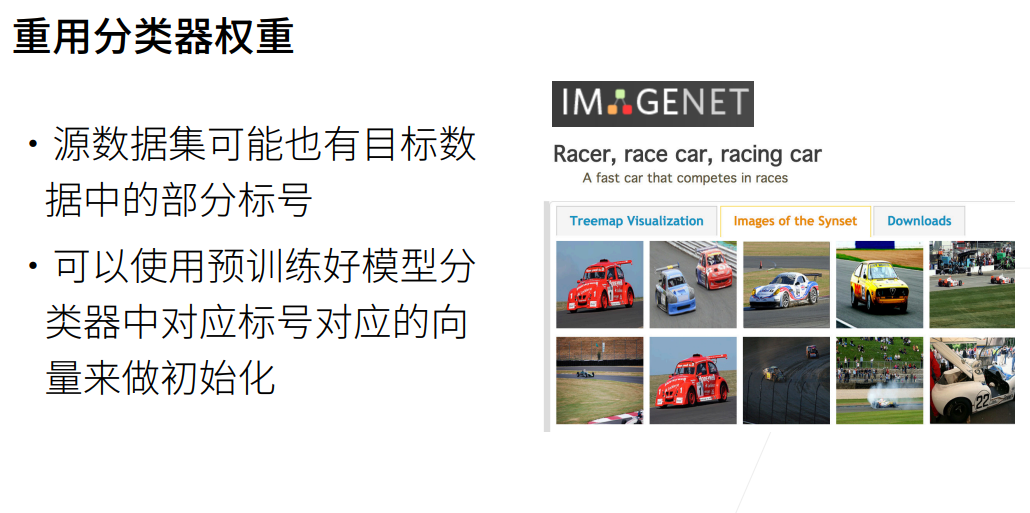 重用分类器权重
• 源数据集可能也有目标数
据中的部分标号
• 可以使用预训练好模型分
类器中对应标号对应的向
量来做初始化
IMAGENET
Racer, race car, racing car
A fast car that competes in races
Treemap Visualization
Images of the Synset
Downloads
22